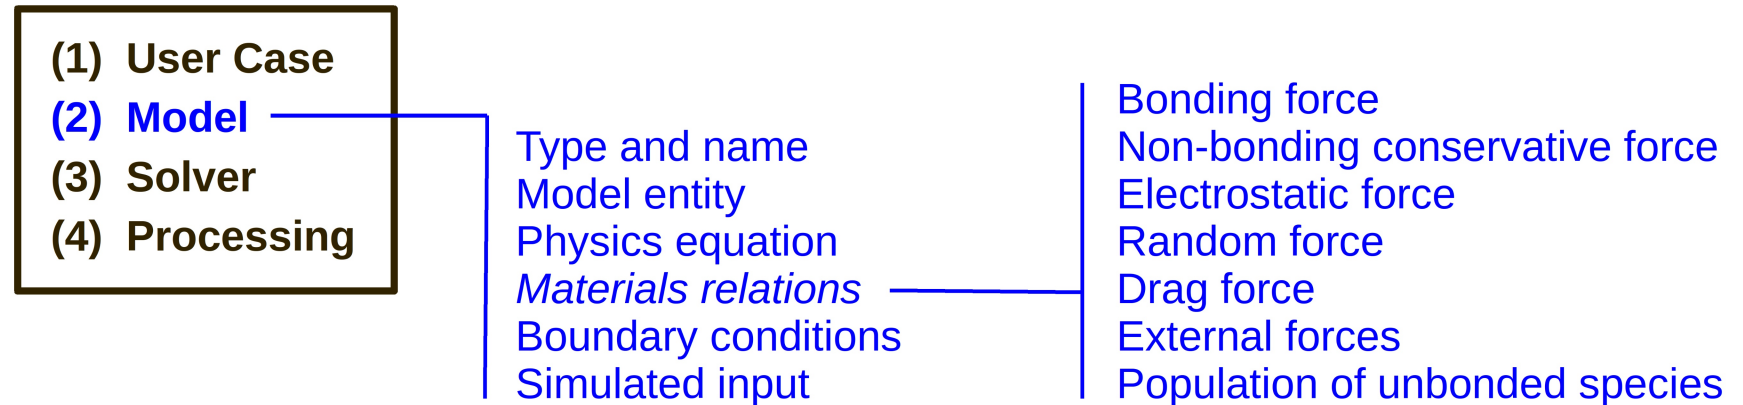 (1) User Case
(2) Model
(3) Solver
(4) Processing
Type and name
Model entity
Physics equation
Materials relations
Boundary conditions
Simulated input
Bonding force
Non-bonding conservative force
Electrostatic force
Random force
Drag force
External forces
Population of unbonded species